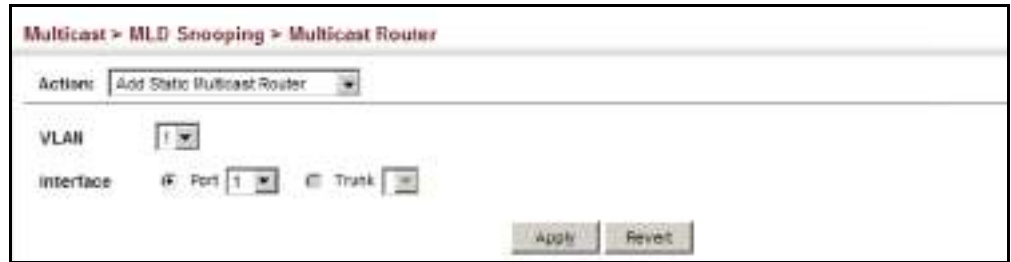 Multicast > MLD Snooping > Multicast Router
Action: Add Static Multicast Router
VLAN 1
Interface Port 1 Trunk
Apply Revert